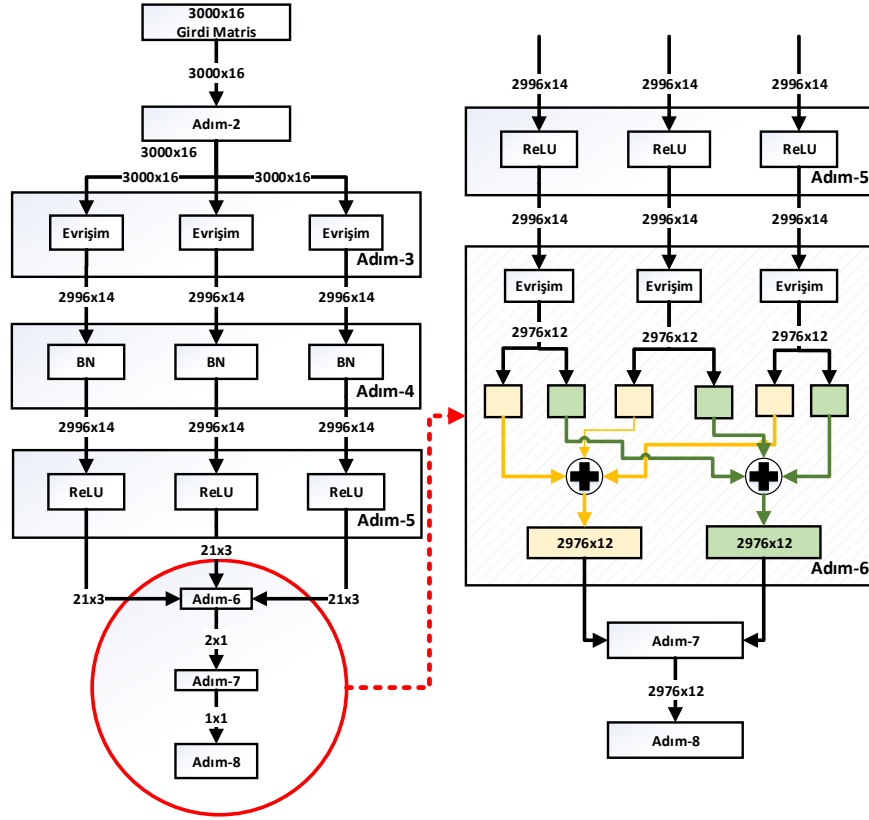 3000x16
Girdi Matris
3000x16
Adım-2
3000x16
3000x16 3000x16
Evrişim Evrişim Evrişim
Adım-3
2996x14 2996x14 2996x14
BN BN BN
Adım-4
2996x14 2996x14 2996x14
ReLU ReLU ReLU
Adım-5
21x3
21x3 Adım-6 21x3
2x1
Adım-7
1x1
Adım-8
2996x14 2996x14 2996x14
ReLU ReLU ReLU
Adım-5
2996x14 2996x14 2996x14
Evrişim Evrişim Evrişim
2976x12 2976x12 2976x12
2976x12 2976x12
Adım-6
Adım-7
2976x12
Adım-8